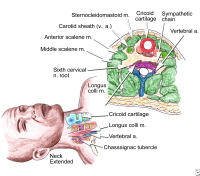 Sternocleidomastoid m.
Cricoid
cartilage
Sympathetic
chain
Carotid sheath (v., a.)
Vertebral a.
Anterior scalene m.
Middle scalene m.
Sixth cervical
n. root
Longus
colli m.
Cricoid cartilage
Longus colli m.
Vertebral a.
Chassaignac tubercle
Neck
Extended